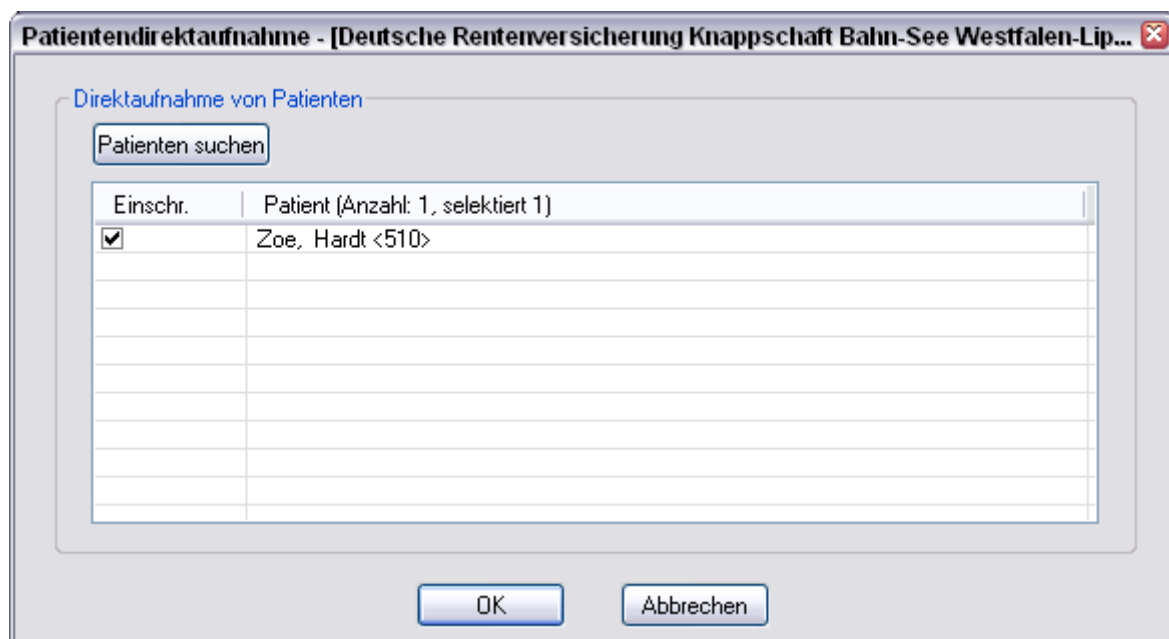 Patientendirektaufnahme - [Deutsche Rentenversicherung Knappschaft Bahn-See Westfalen-Lip...
Direktaufnahme von Patienten
Patienten suchen
Einschr. Patient (Anzahl: 1, selektiert 1)
Zoe, Hardt <510>
OK Abbrechen